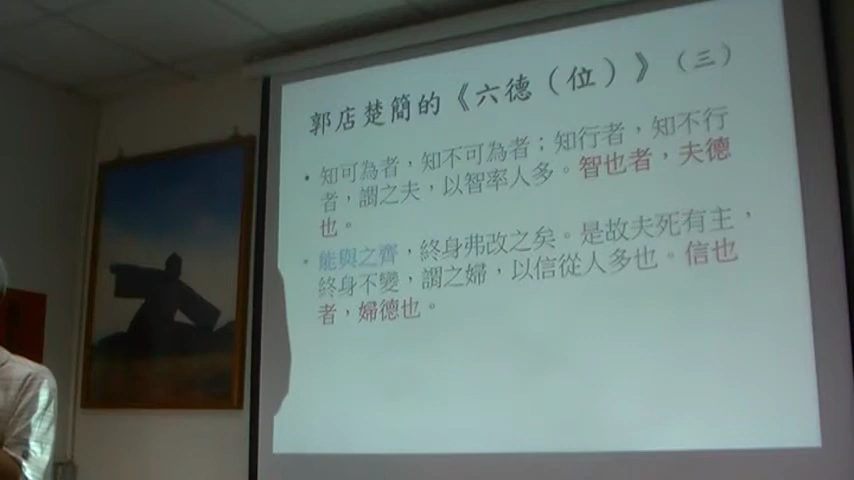 郭店楚簡的《六德（位）》（三）
• 知可為者，知不可為者；知行者，知不行
者，謂之夫，以智率人多。智也者，夫德
也。
• 能與之齊，終身弗改之矣。是故夫死有主，
終身不變，謂之婦，以信從人多也。信也
者，婦德也。